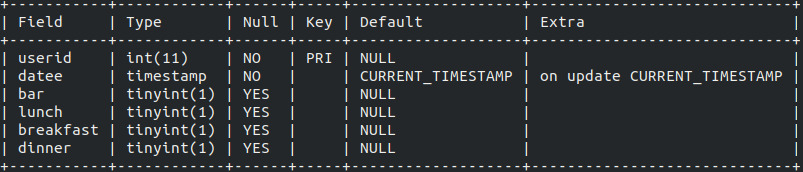 +-----------+------------+------+-----+-------------------+-----------------------------+
| Field     | Type       | Null | Key | Default           | Extra                       |
+-----------+------------+------+-----+-------------------+-----------------------------+
| userid    | int(11)    | NO   | PRI | NULL              |                             |
| datee     | timestamp  | NO   |     | CURRENT_TIMESTAMP | on update CURRENT_TIMESTAMP |
| bar       | tinyint(1) | YES  |     | NULL              |                             |
| lunch     | tinyint(1) | YES  |     | NULL              |                             |
| breakfast | tinyint(1) | YES  |     | NULL              |                             |
| dinner    | tinyint(1) | YES  |     | NULL              |                             |
+-----------+------------+------+-----+-------------------+-----------------------------+